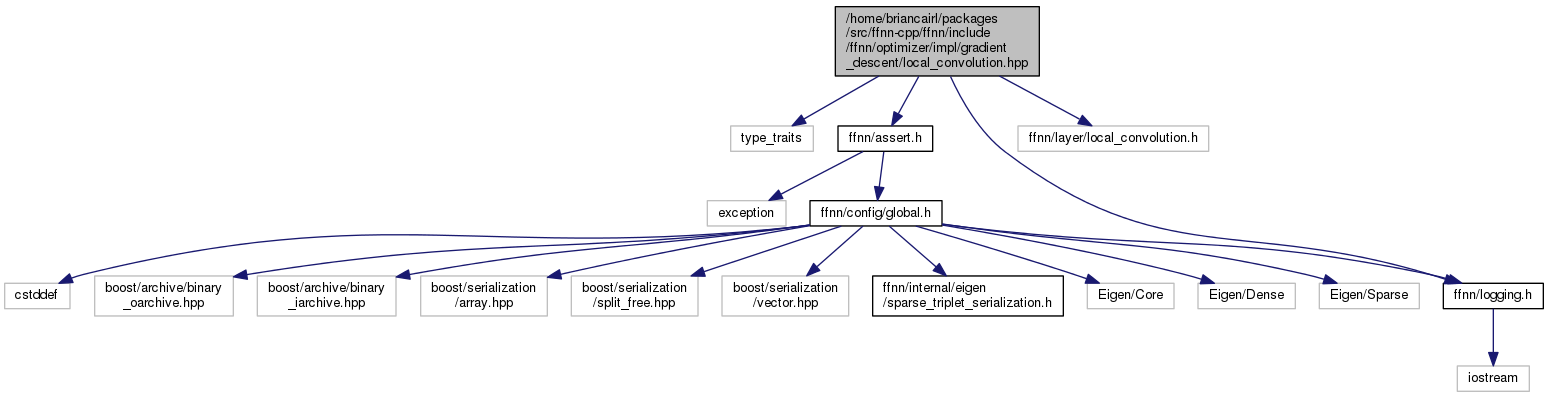 /home/briancairl/packages
/src/ffnn-cpp/ffnn/include
/ffnn/optimizer/impl/gradient
_descent/local_convolution.hpp
type_traits
ffnn/assert.h
ffnn/layer/local_convolution.h
exception
ffnn/config/global.h
cstddef
boost/archive/binary
_oarchive.hpp
boost/archive/binary
_iarchive.hpp
boost/serialization
/array.hpp
boost/serialization
/split_free.hpp
boost/serialization
/vector.hpp
ffnn/internal/eigen
/sparse_triplet_serialization.h
Eigen/Core
Eigen/Dense
Eigen/Sparse
ffnn/logging.h
iostream